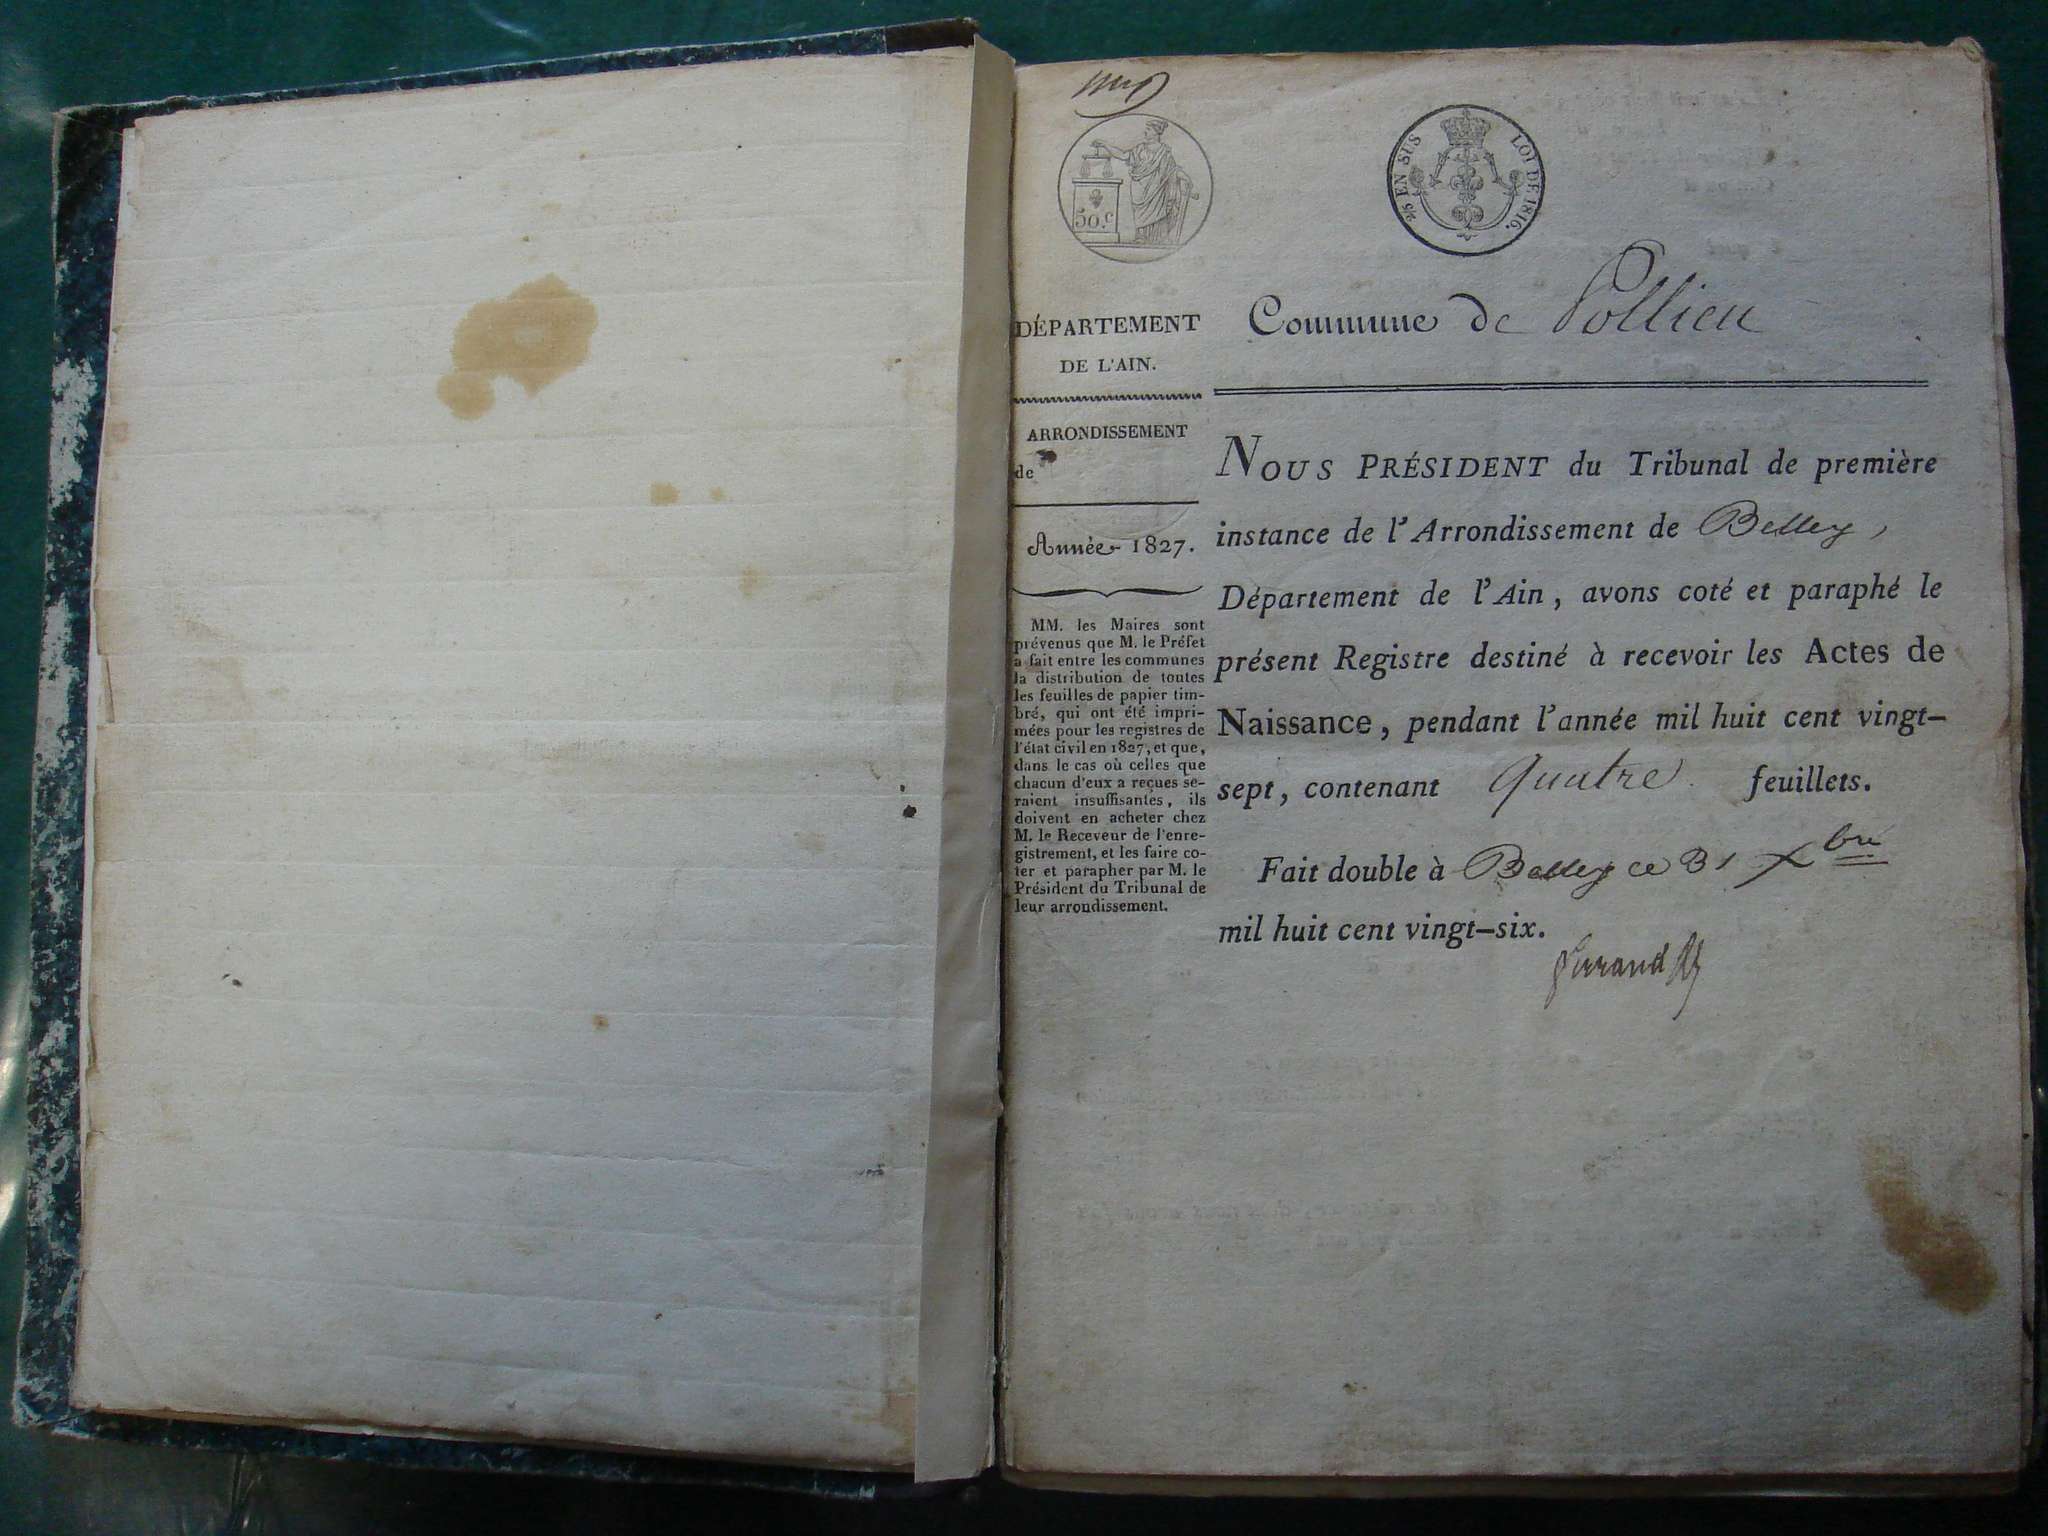 50.c
2/5 EN SUS LOI DE 1816.
DÉPARTEMENT
DE L'AIN.
ARRONDISSEMENT
de
Année 1827.
MM. les Maires sont
prévenus que M. le Préfet
a fait entre les communes
la distribution de toutes
les feuilles de papier tim-
bré, qui ont été impri-
mées pour les registres de
l'état civil en 1827, et que,
dans le cas où celles que
chacun d'eux a reçues se-
raient insuffisantes, ils
doivent en acheter chez
M. le Receveur de l'enre-
gistrement, et les faire co-
ter et parapher par M. le
Président du Tribunal de
leur arrondissement.
Commune de Pollieu
NOUS PRÉSIDENT du Tribunal de première
instance de l'Arrondissement de Belley,
Département de l'Ain, avons coté et paraphé le
présent Registre destiné à recevoir les Actes de
Naissance, pendant l'année mil huit cent vingt-
sept, contenant quatre feuillets.
Fait double à Belley ce 31 Xbre
mil huit cent vingt-six.